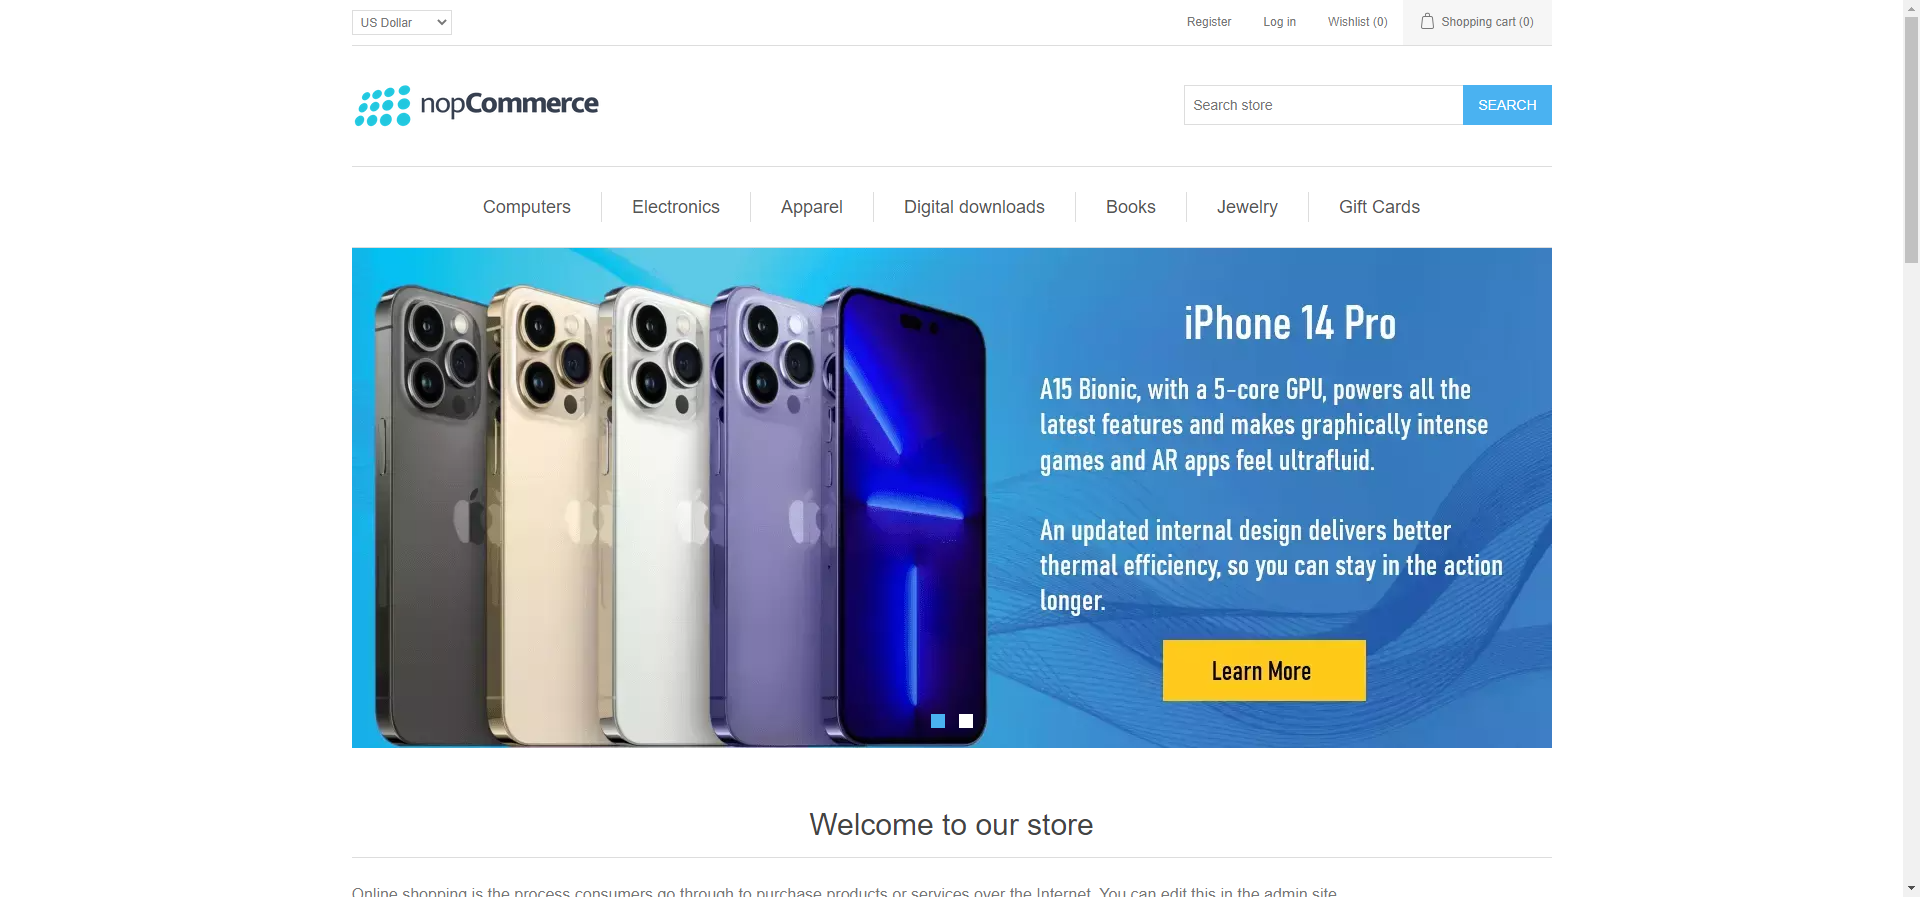 US Dollar
Register
Log in
Wishlist (0)
Shopping cart (0)
nopCommerce
Search store
SEARCH
Computers
Electronics
Apparel
Digital downloads
Books
Jewelry
Gift Cards
iPhone 14 Pro
A15 Bionic, with a 5-core GPU, powers all the
latest features and makes graphically intense
games and AR apps feel ultrafluid.
An updated internal design delivers better
thermal efficiency, so you can stay in the action
longer.
Learn More
Welcome to our store
Online shopping is the process consumers go through to purchase products or services over the Internet. You can edit this in the admin site.